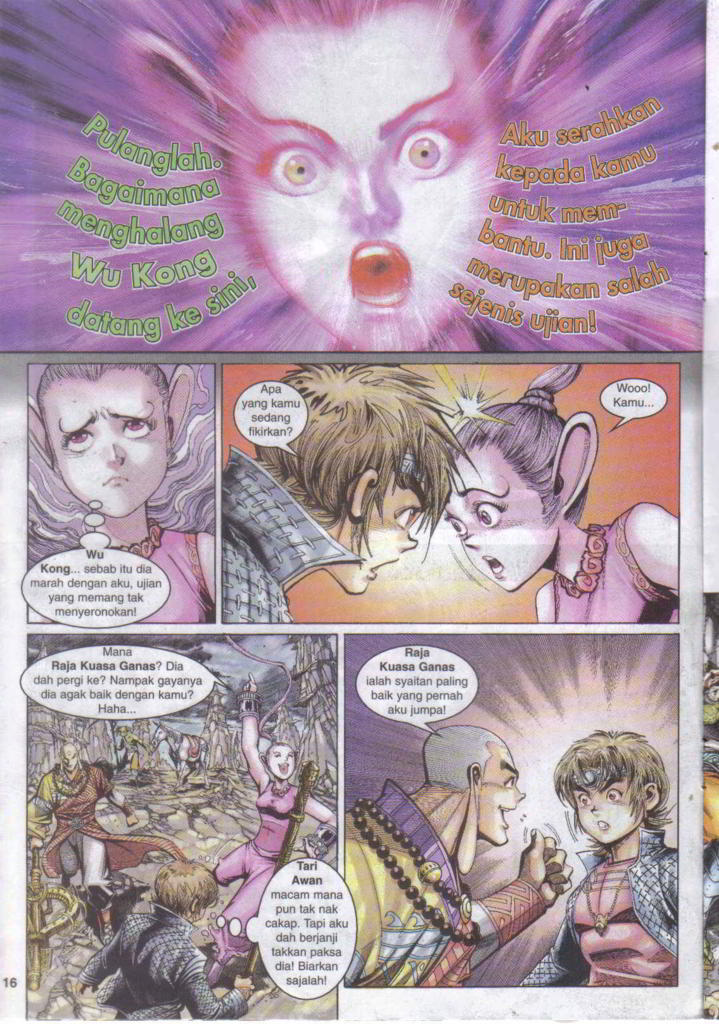 Pulanglah.
Bagaimana
menghalang
Wu Kong
datang ke sini,
Aku serahkan
kepada kamu
untuk mem-
bantu. Ini juga
merupakan salah
sejenis ujian!
Wu
Kong... sebab itu dia
marah dengan aku, ujian
yang memang tak
menyeronokan!
Apa
yang kamu
sedang
fikirkan?
Wooo!
Kamu...
Mana
Raja Kuasa Ganas? Dia
dah pergi ke? Nampak gayanya
dia agak baik dengan kamu?
Haha...
Tari
Awan
macam mana
pun tak nak
cakap. Tapi aku
dah berjanji
takkan paksa
dia! Biarkan
sajalah!
Raja
Kuasa Ganas
ialah syaitan paling
baik yang pernah
aku jumpa!
16